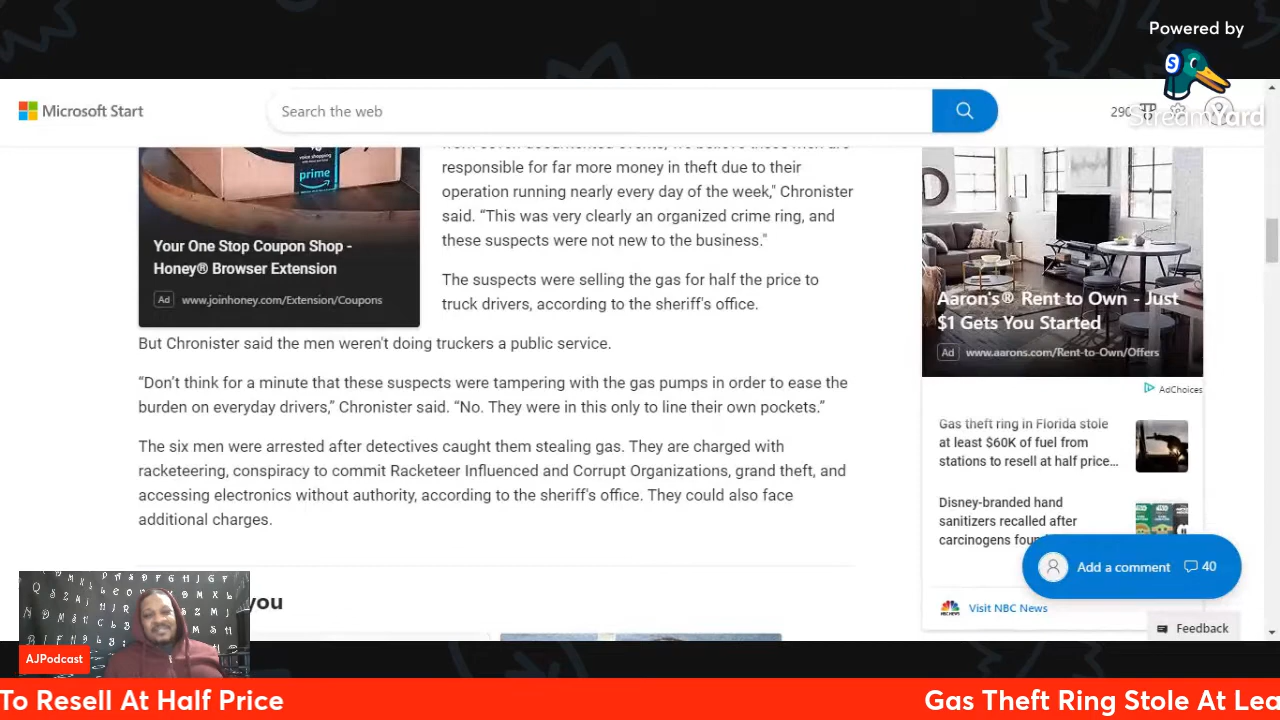 Powered by
StreamYard
Microsoft Start
Search the web
290
responsible for far more money in theft due to their
operation running nearly every day of the week," Chronister
said. “This was very clearly an organized crime ring, and
these suspects were not new to the business."
The suspects were selling the gas for half the price to
truck drivers, according to the sheriff's office.
prime
Your One Stop Coupon Shop -
Honey® Browser Extension
Ad www.joinhoney.com/Extension/Coupons
But Chronister said the men weren't doing truckers a public service.
“Don’t think for a minute that these suspects were tampering with the gas pumps in order to ease the
burden on everyday drivers,” Chronister said. “No. They were in this only to line their own pockets.”
The six men were arrested after detectives caught them stealing gas. They are charged with
racketeering, conspiracy to commit Racketeer Influenced and Corrupt Organizations, grand theft, and
accessing electronics without authority, according to the sheriff's office. They could also face
additional charges.
you
Aaron's® Rent to Own - Just
$1 Gets You Started
Ad www.aarons.com/Rent-to-Own/Offers
AdChoices
Gas theft ring in Florida stole
at least $60K of fuel from
stations to resell at half price…
Disney-branded hand
sanitizers recalled after
carcinogens
Add a comment 40
Visit NBC News
Feedback
AJPodcast
To Resell At Half Price
Gas Theft Ring Stole At